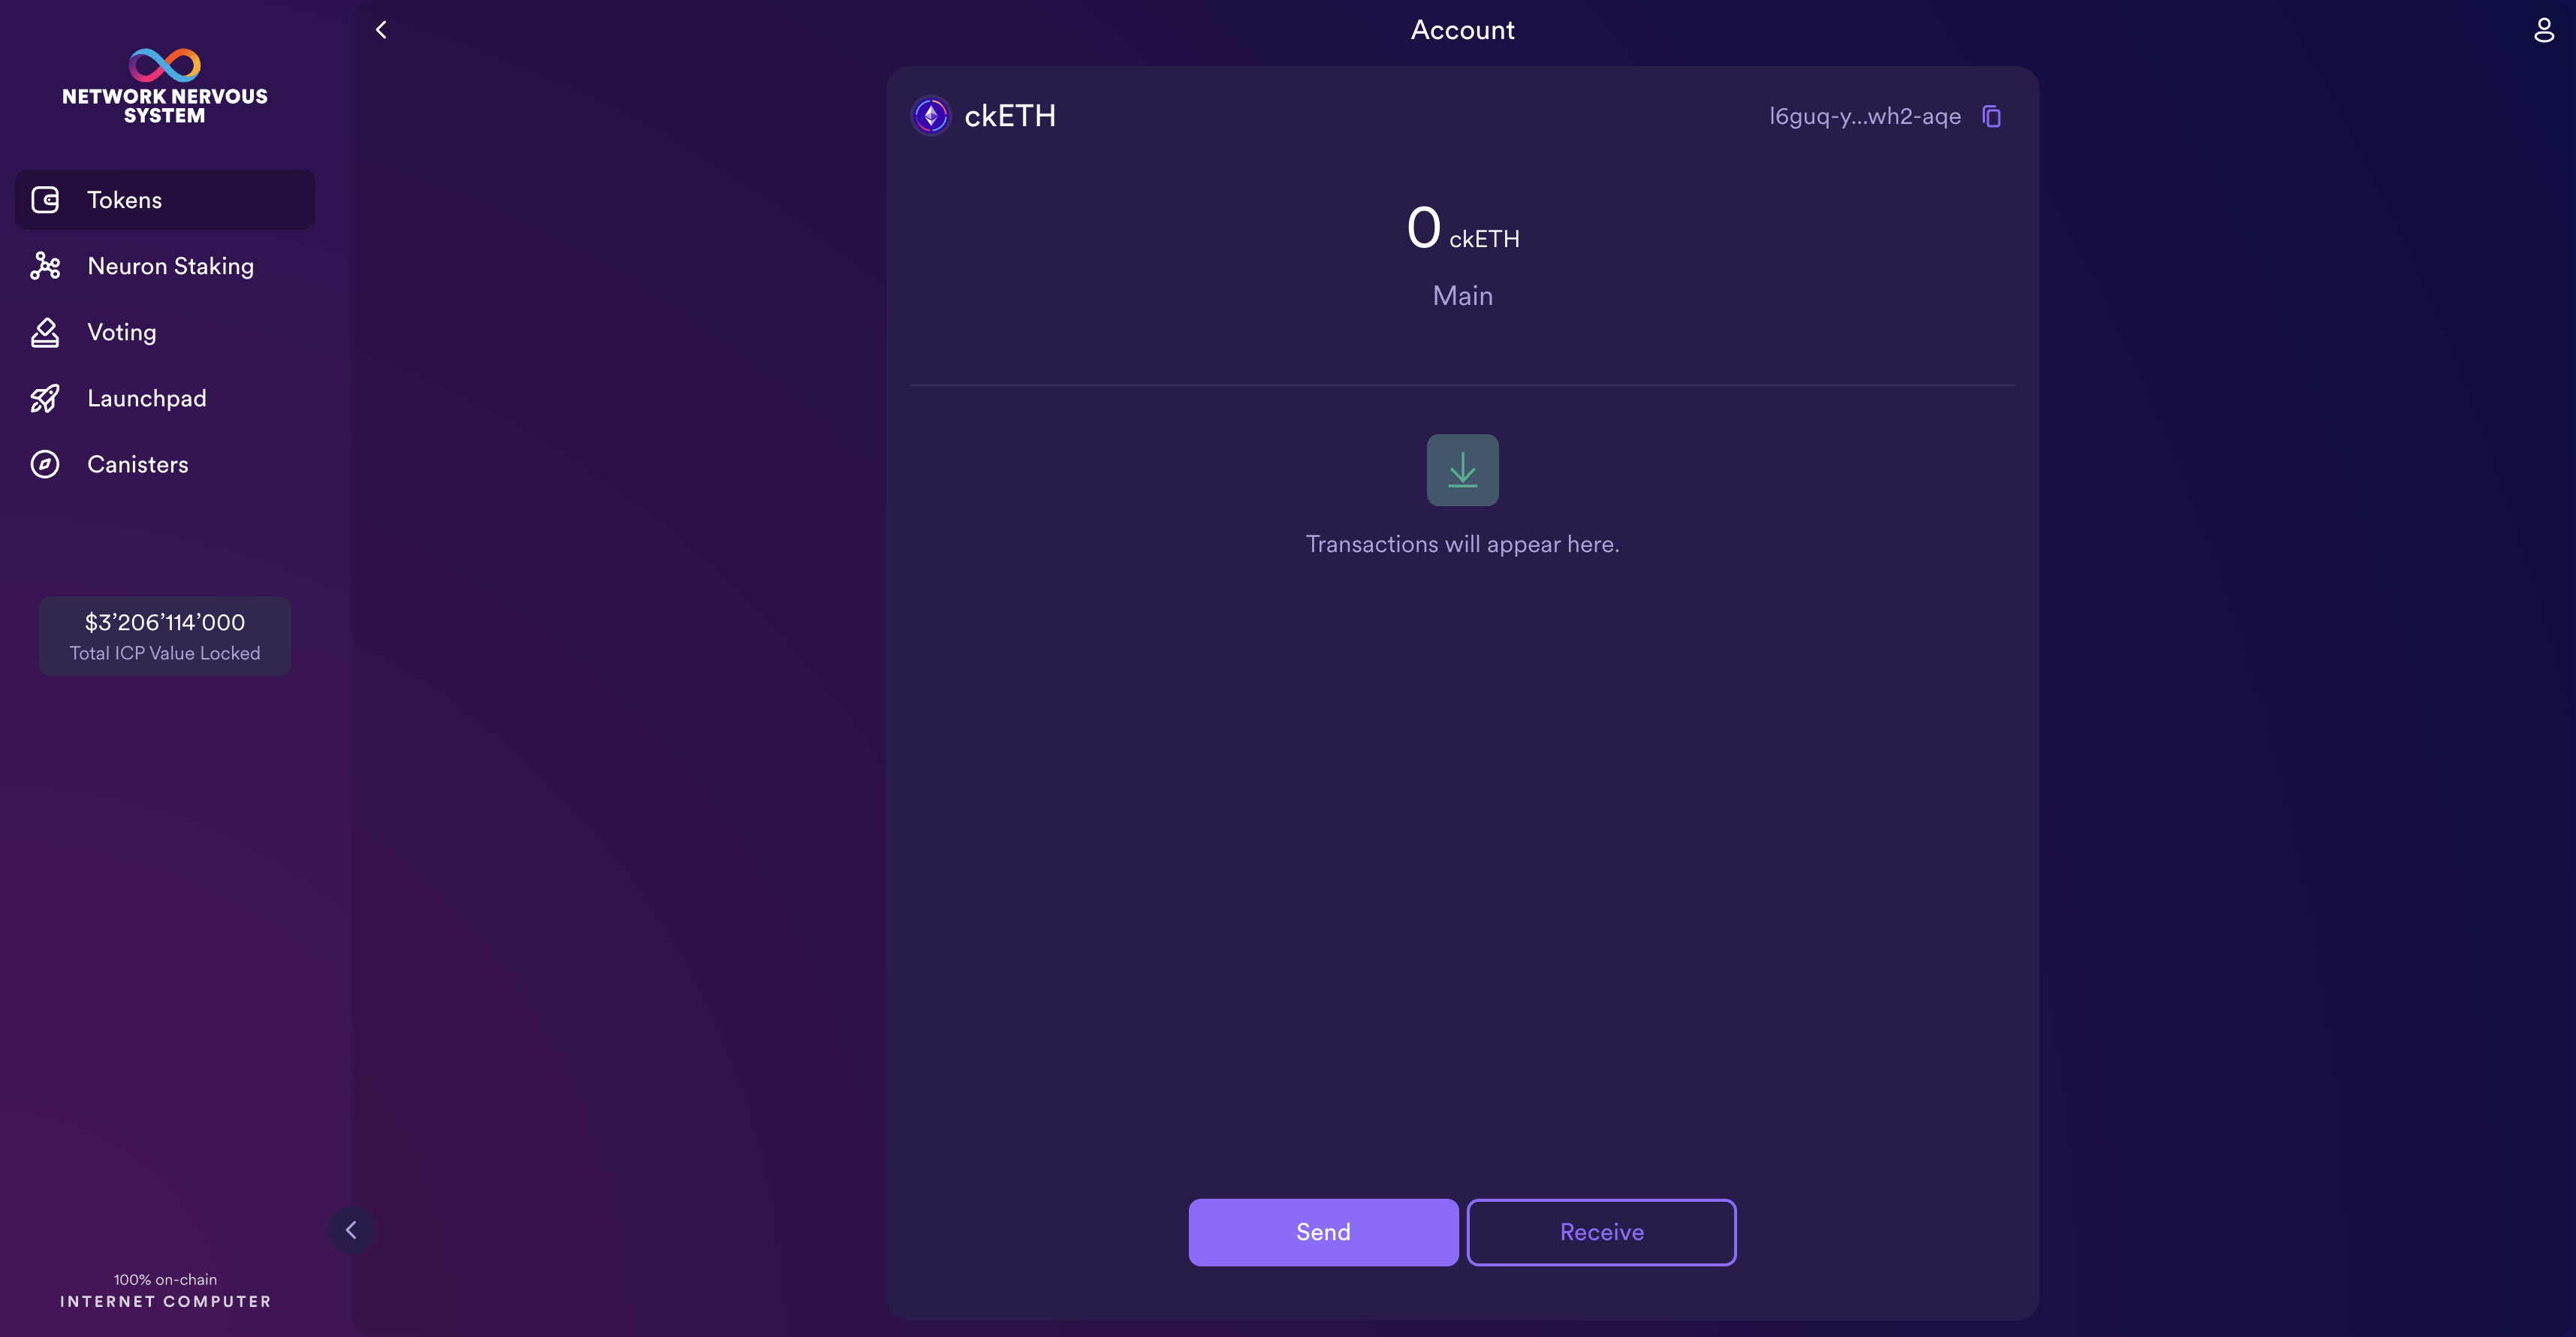 NETWORK NERVOUS
SYSTEM
Tokens
Neuron Staking
Voting
Launchpad
Canisters
$3’206’114’000
Total ICP Value Locked
100% on-chain
INTERNET COMPUTER
Account
ckETH
l6guq-y...wh2-aqe
0 ckETH
Main
Transactions will appear here.
Send
Receive